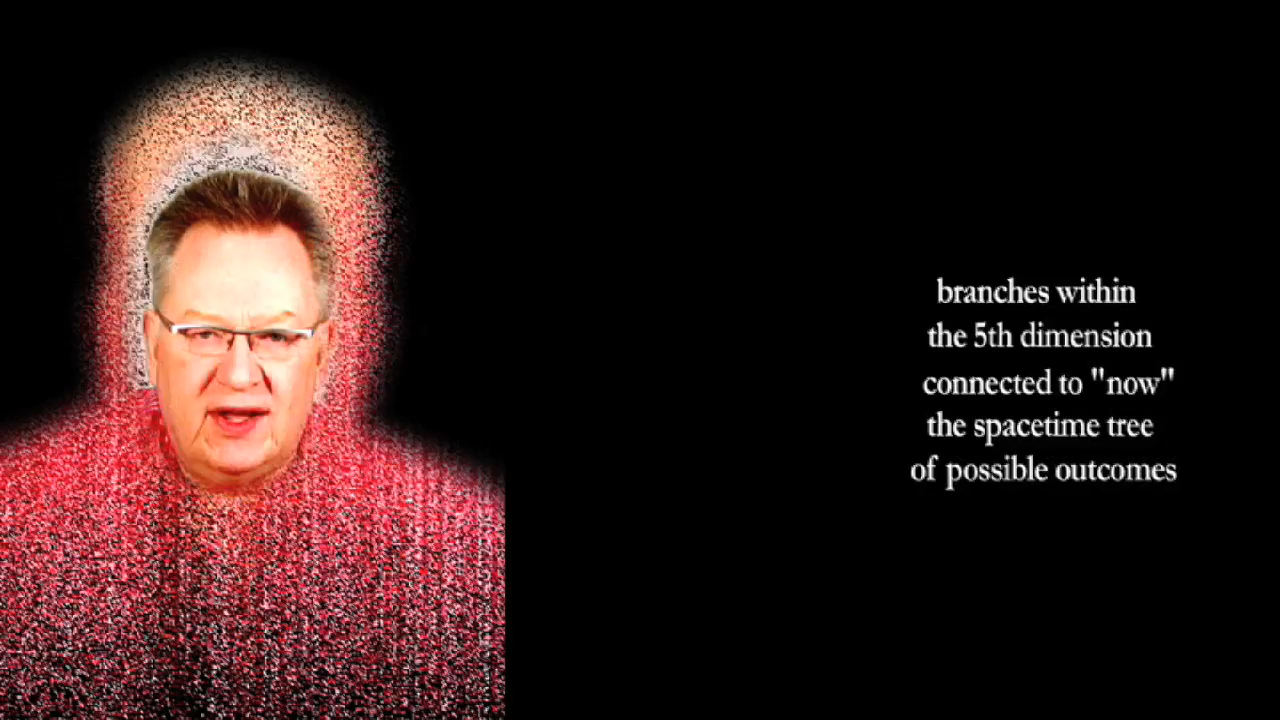 branches within
the 5th dimension
connected to "now"
the spacetime tree
of possible outcomes